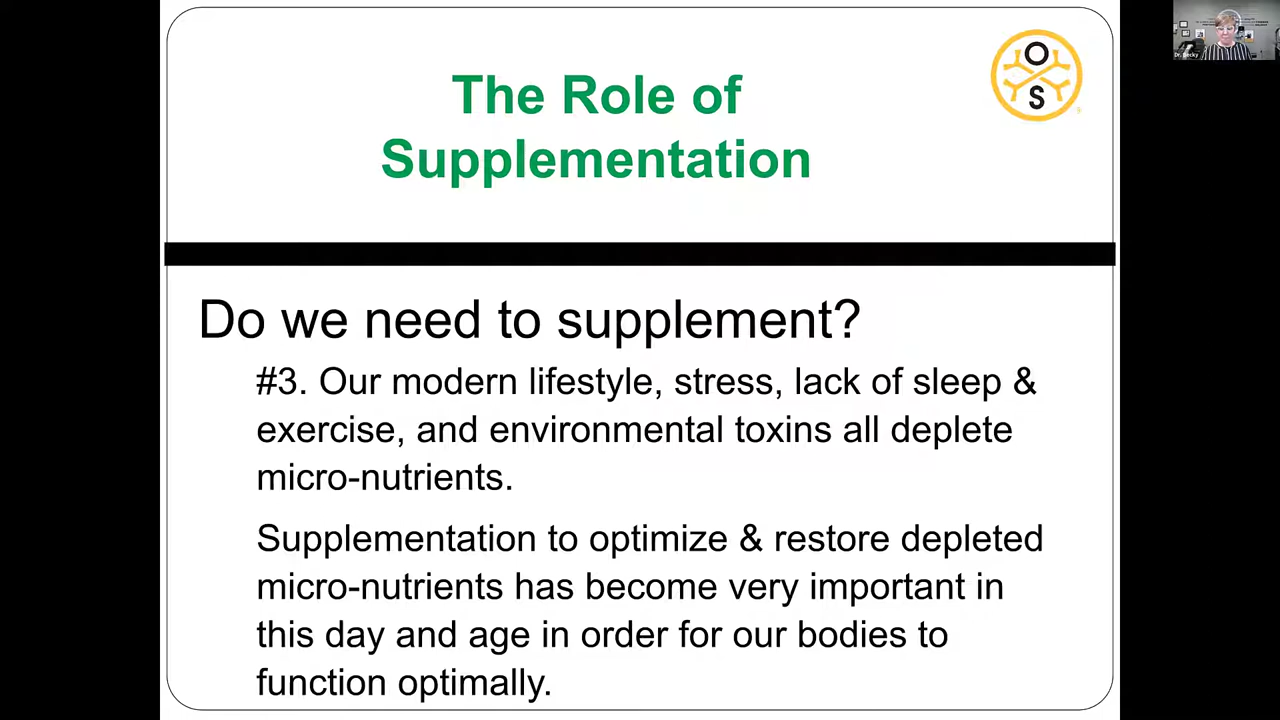 The Role of
Supplementation
O
S
Dr. Becky
Do we need to supplement?
#3. Our modern lifestyle, stress, lack of sleep &
exercise, and environmental toxins all deplete
micro-nutrients.
Supplementation to optimize & restore depleted
micro-nutrients has become very important in
this day and age in order for our bodies to
function optimally.